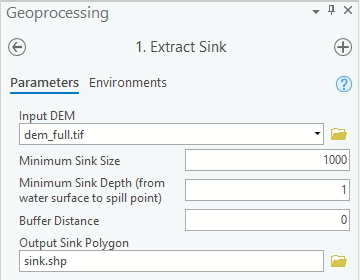 Geoprocessing
1. Extract Sink
Parameters Environments
Input DEM
dem_full.tif
Minimum Sink Size 1000
Minimum Sink Depth (from
water surface to spill point) 1
Buffer Distance 0
Output Sink Polygon
sink.shp